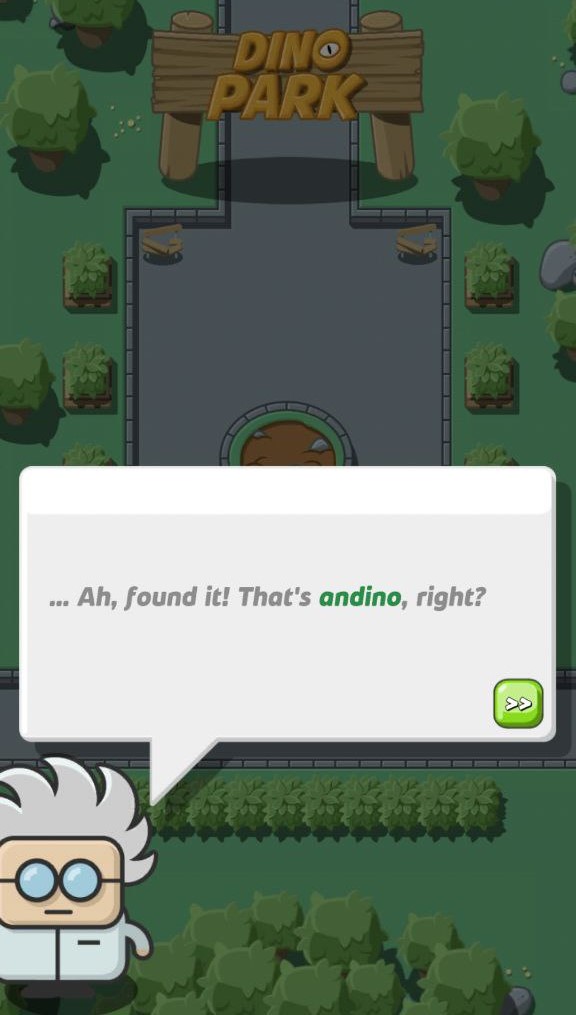 DINO
PARK
... Ah, found it! That's andino, right?
>>